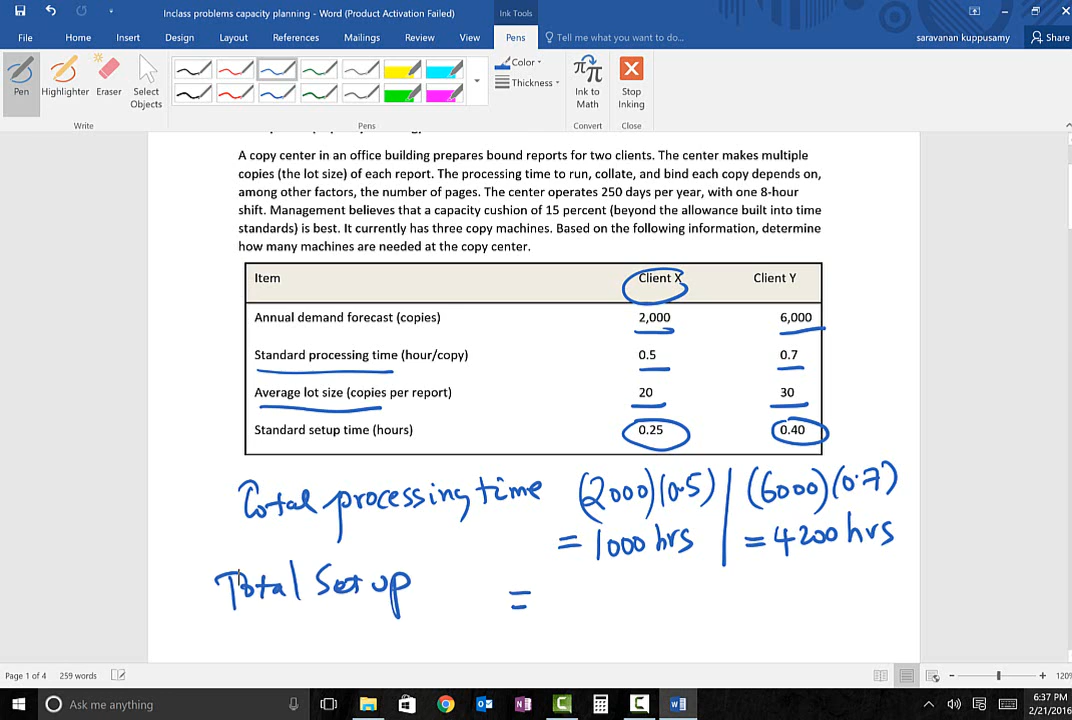 Inclass problems capacity planning - Word (Product Activation Failed)
Ink Tools
File Home Insert Design Layout References Mailings Review View Pens Tell me what you want to do... saravanan kuppusamy Share
Pen Highlighter Eraser Select Objects
Color
Thickness
Ink to Math
Stop Inking
Write Pens Convert Close
A copy center in an office building prepares bound reports for two clients. The center makes multiple
copies (the lot size) of each report. The processing time to run, collate, and bind each copy depends on,
among other factors, the number of pages. The center operates 250 days per year, with one 8-hour
shift. Management believes that a capacity cushion of 15 percent (beyond the allowance built into time
standards) is best. It currently has three copy machines. Based on the following information, determine
how many machines are needed at the copy center.
Item Client X Client Y
Annual demand forecast (copies) 2,000 6,000
Standard processing time (hour/copy) 0.5 0.7
Average lot size (copies per report) 20 30
Standard setup time (hours) 0.25 0.40
Total processing time (2000)(0.5) | (6000)(0.7)
= 1000 hrs | = 4200 hrs
Total Set up =
Page 1 of 4 259 words 120%
Ask me anything
6:37 PM
2/21/2016